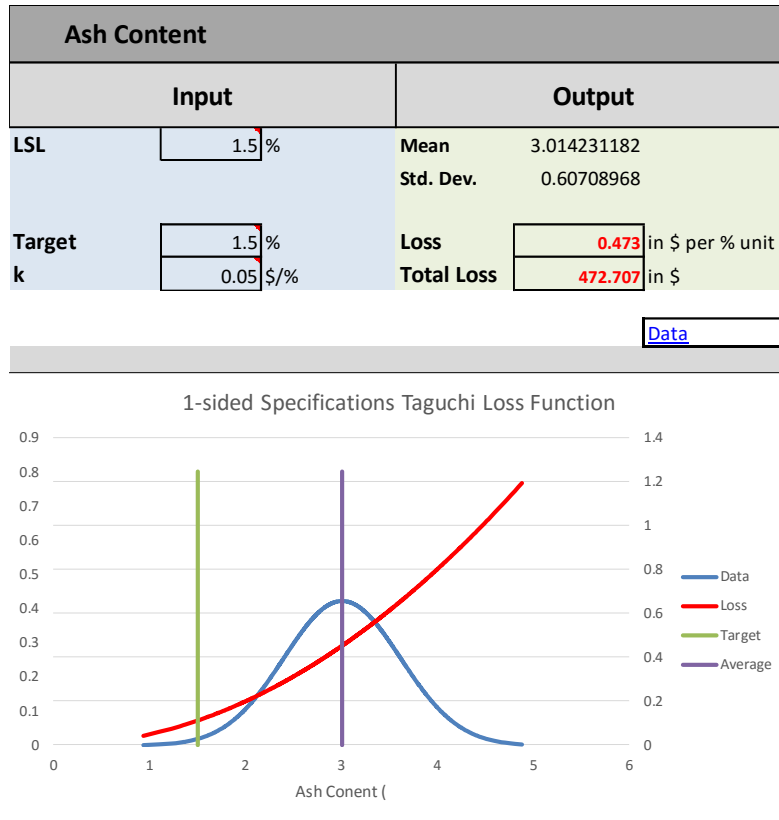 Ash Content
Input Output
LSL 1.5 % Mean 3.014231182
Std. Dev. 0.60708968
Target 1.5 % Loss 0.473 in $ per % unit
k 0.05 $/% Total Loss 472.707 in $
Data
1-sided Specifications Taguchi Loss Function
0.9 1.4
0.8 1.2
0.7
0.6 1
0.5 0.8
0.4 0.6
0.3 0.4
0.2
0.1 0.2
0 0
0 1 2 3 4 5 6
Ash Conent (
Data
Loss
Target
Average